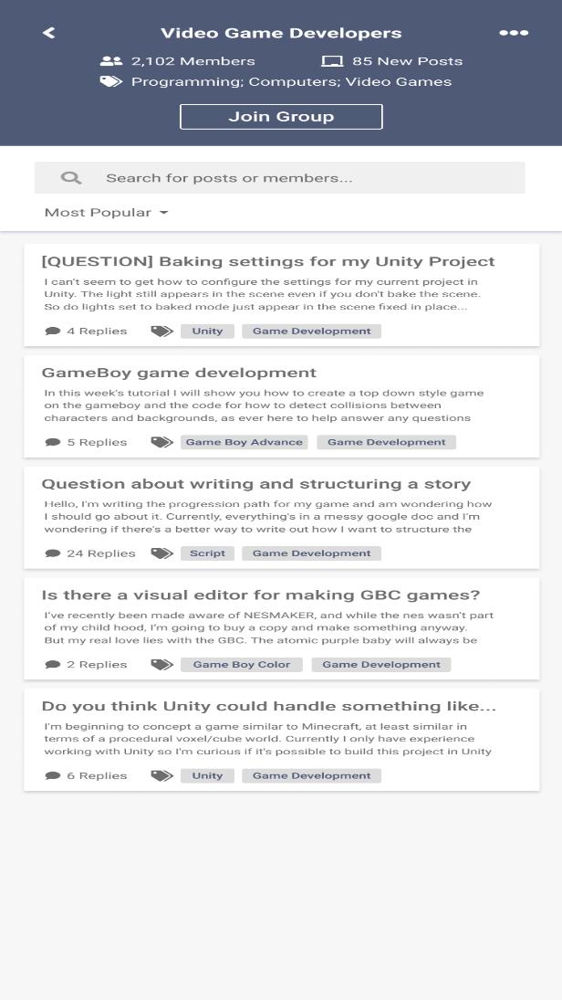 Video Game Developers
2,102 Members
85 New Posts
Programming; Computers; Video Games
Join Group
Search for posts or members...
Most Popular
[QUESTION] Baking settings for my Unity Project
I can't seem to get how to configure the settings for my current project in
Unity. The light still appears in the scene even if you don't bake the scene.
So do lights set to baked mode just appear in the scene fixed in place...
4 Replies
Unity
Game Development
GameBoy game development
In this week's tutorial I will show you how to create a top down style game
on the gameboy and the code for how to detect collisions between
characters and backgrounds, as ever here to help answer any questions
5 Replies
Game Boy Advance
Game Development
Question about writing and structuring a story
Hello, I'm writing the progression path for my game and am wondering how
I should go about it. Currently, everything's in a messy google doc and I'm
wondering if there's a better way to write out how I want to structure the
24 Replies
Script
Game Development
Is there a visual editor for making GBC games?
I've recently been made aware of NESMAKER, and while the nes wasn't part
of my child hood, I'm going to buy a copy and make something anyway.
But my real love lies with the GBC. The atomic purple baby will always be
2 Replies
Game Boy Color
Game Development
Do you think Unity could handle something like...
I'm beginning to concept a game similar to Minecraft, at least similar in
terms of a procedural voxel/cube world. Currently I only have experience
working with Unity so I'm curious if it's possible to build this project in Unity
6 Replies
Unity
Game Development